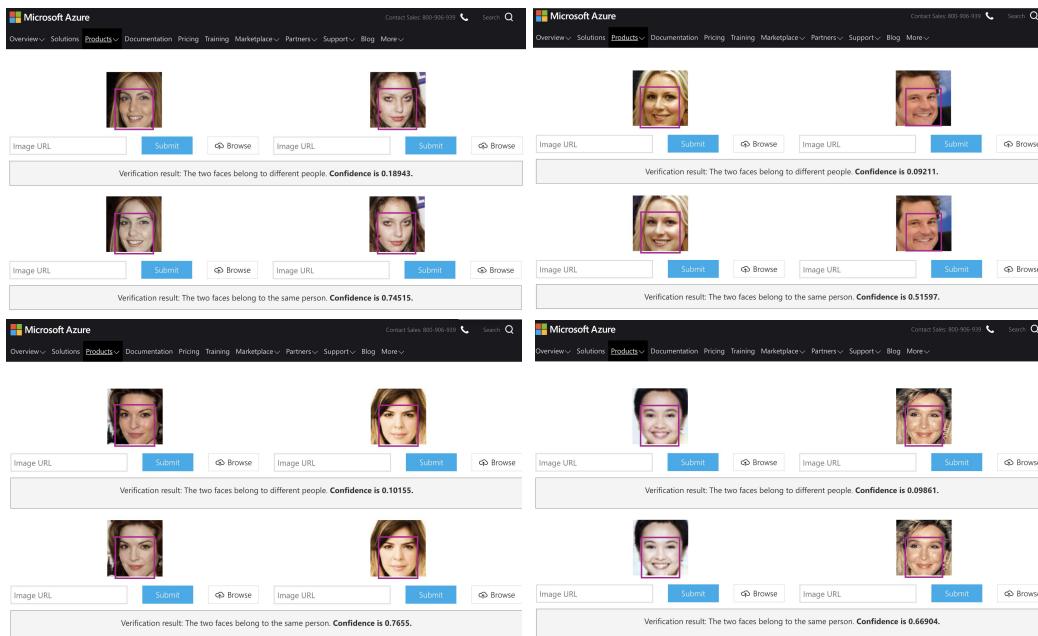 Microsoft Azure
Contact Sales: 800-906-939 Search
Overview Solutions Products Documentation Pricing Training Marketplace Partners Support Blog More
Image URL Submit Browse Image URL Submit Browse
Verification result: The two faces belong to different people. Confidence is 0.18943.
Image URL Submit Browse Image URL Submit Browse
Verification result: The two faces belong to the same person. Confidence is 0.74515.
Microsoft Azure
Contact Sales: 800-906-939 Search
Overview Solutions Products Documentation Pricing Training Marketplace Partners Support Blog More
Image URL Submit Browse Image URL Submit Browse
Verification result: The two faces belong to different people. Confidence is 0.09211.
Image URL Submit Browse Image URL Submit Browse
Verification result: The two faces belong to the same person. Confidence is 0.51597.
Microsoft Azure
Contact Sales: 800-906-939 Search
Overview Solutions Products Documentation Pricing Training Marketplace Partners Support Blog More
Image URL Submit Browse Image URL Submit Browse
Verification result: The two faces belong to different people. Confidence is 0.10155.
Image URL Submit Browse Image URL Submit Browse
Verification result: The two faces belong to the same person. Confidence is 0.7655.
Microsoft Azure
Contact Sales: 800-906-939 Search
Overview Solutions Products Documentation Pricing Training Marketplace Partners Support Blog More
Image URL Submit Browse Image URL Submit Browse
Verification result: The two faces belong to different people. Confidence is 0.09861.
Image URL Submit Browse Image URL Submit Browse
Verification result: The two faces belong to the same person. Confidence is 0.66904.